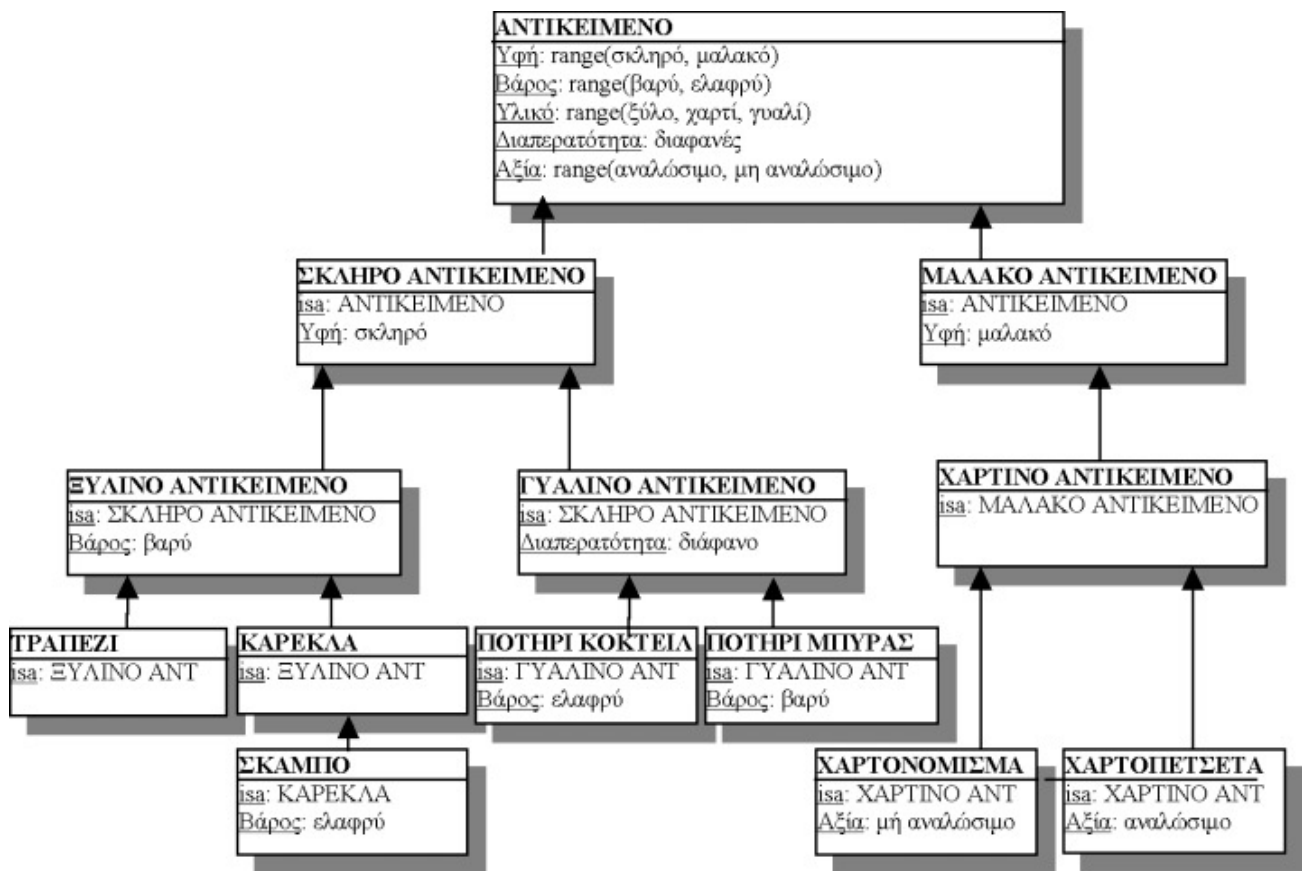 ΑΝΤΙΚΕΙΜΕΝΟ
Υφή: range(σκληρό, μαλακό)
Βάρος: range(βαρύ, ελαφρύ)
Υλικό: range(ξύλο, χαρτί, γυαλί)
Διαπερατότητα: διαφανές
Αξία: range(αναλώσιμο, μη αναλώσιμο)
ΣΚΛΗΡΟ ΑΝΤΙΚΕΙΜΕΝΟ
isa: ΑΝΤΙΚΕΙΜΕΝΟ
Υφή: σκληρό
ΜΑΛΑΚΟ ΑΝΤΙΚΕΙΜΕΝΟ
isa: ΑΝΤΙΚΕΙΜΕΝΟ
Υφή: μαλακό
ΞΥΛΙΝΟ ΑΝΤΙΚΕΙΜΕΝΟ
isa: ΣΚΛΗΡΟ ΑΝΤΙΚΕΙΜΕΝΟ
Βάρος: βαρύ
ΓΥΑΛΙΝΟ ΑΝΤΙΚΕΙΜΕΝΟ
isa: ΣΚΛΗΡΟ ΑΝΤΙΚΕΙΜΕΝΟ
Διαπερατότητα: διάφανο
ΧΑΡΤΙΝΟ ΑΝΤΙΚΕΙΜΕΝΟ
isa: ΜΑΛΑΚΟ ΑΝΤΙΚΕΙΜΕΝΟ
ΤΡΑΠΕΖΙ
isa: ΞΥΛΙΝΟ ΑΝΤ
ΚΑΡΕΚΛΑ
isa: ΞΥΛΙΝΟ ΑΝΤ
ΠΟΤΗΡΙ ΚΟΚΤΕΙΛ
isa: ΓΥΑΛΙΝΟ ΑΝΤ
Βάρος: ελαφρύ
ΠΟΤΗΡΙ ΜΠΥΡΑΣ
isa: ΓΥΑΛΙΝΟ ΑΝΤ
Βάρος: βαρύ
ΣΚΑΜΠΟ
isa: ΚΑΡΕΚΛΑ
Βάρος: ελαφρύ
ΧΑΡΤΟΝΟΜΙΣΜΑ
isa: ΧΑΡΤΙΝΟ ΑΝΤ
Αξία: μή αναλώσιμο
ΧΑΡΤΟΠΕΤΣΕΤΑ
isa: ΧΑΡΤΙΝΟ ΑΝΤ
Αξία: αναλώσιμο